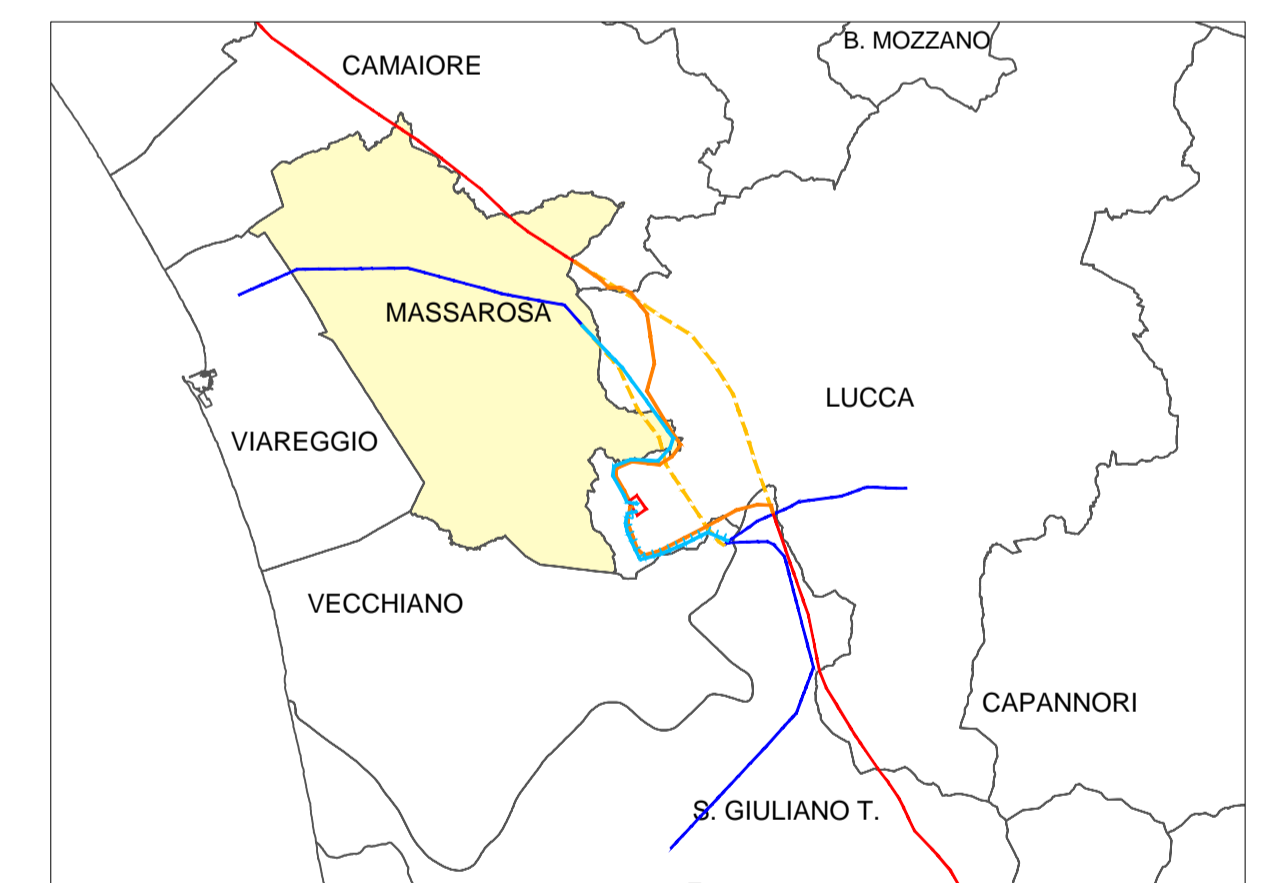 B. MOZZANO
CAMAIORE
MASSAROSA
LUCCA
VIAREGGIO
VECCHIANO
CAPANNORI
S. GIULIANO T.